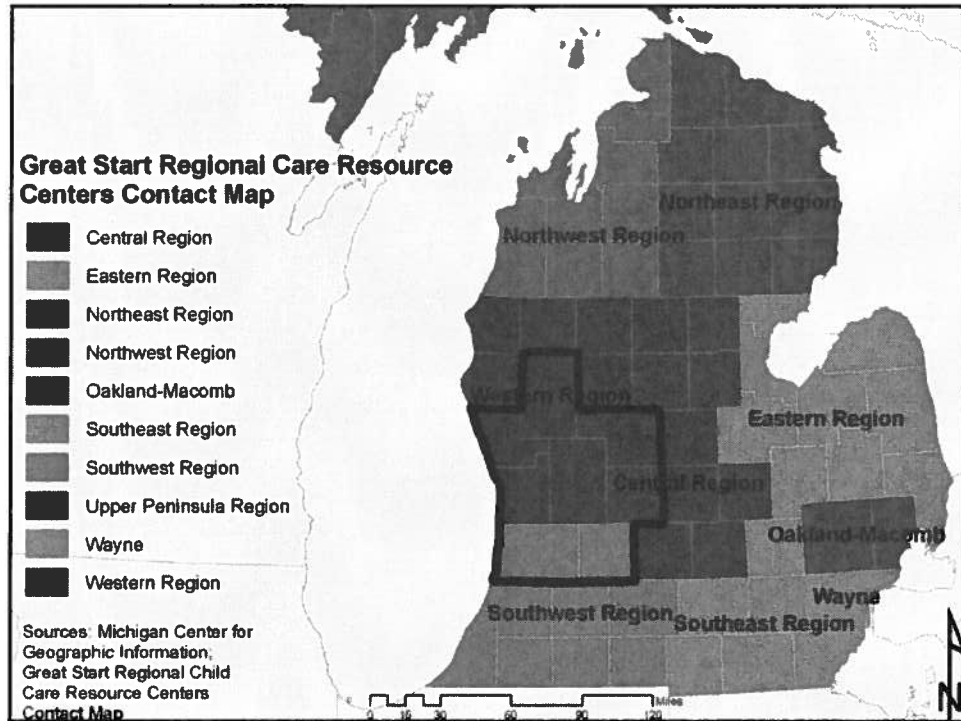 Great Start Regional Care Resource
Centers Contact Map
Central Region
Eastern Region
Northeast Region
Northwest Region
Oakland-Macomb
Southeast Region
Southwest Region
Upper Peninsula Region
Wayne
Western Region
Sources: Michigan Center for
Geographic Information,
Great Start Regional Child
Care Resource Centers
Contact Map
Northeast Region
Northwest Region
Western Region
Eastern Region
Central Region
Oakland-Macomb
Wayne
Southwest Region
Southeast Region
Miles
0 15 30 60 90 120
N